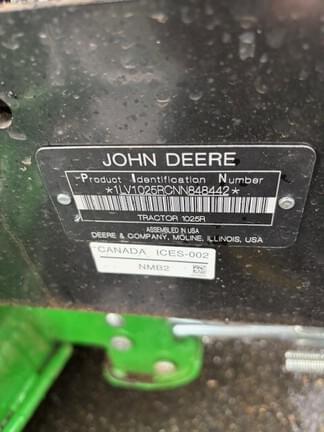 JOHN DEERE
Product Identification Number
*1LV1025RCNN848442*
TRACTOR 1025R
ASSEMBLED IN USA
DEERE & COMPANY, MOLINE, ILLINOIS, USA
CANADA ICES-002
NMB2